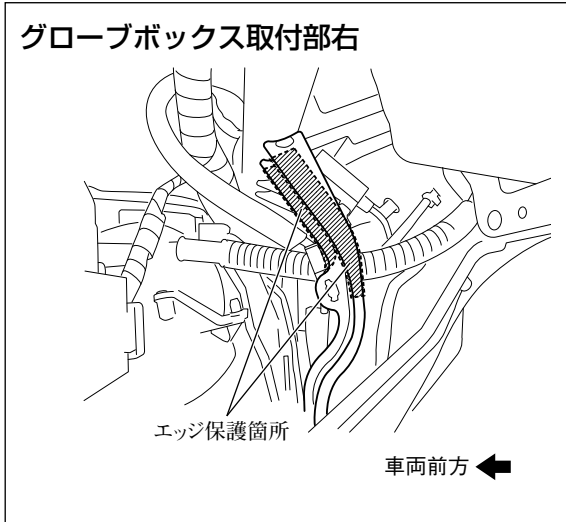 グローブボックス取付部右
エッジ保護箇所
車両前方